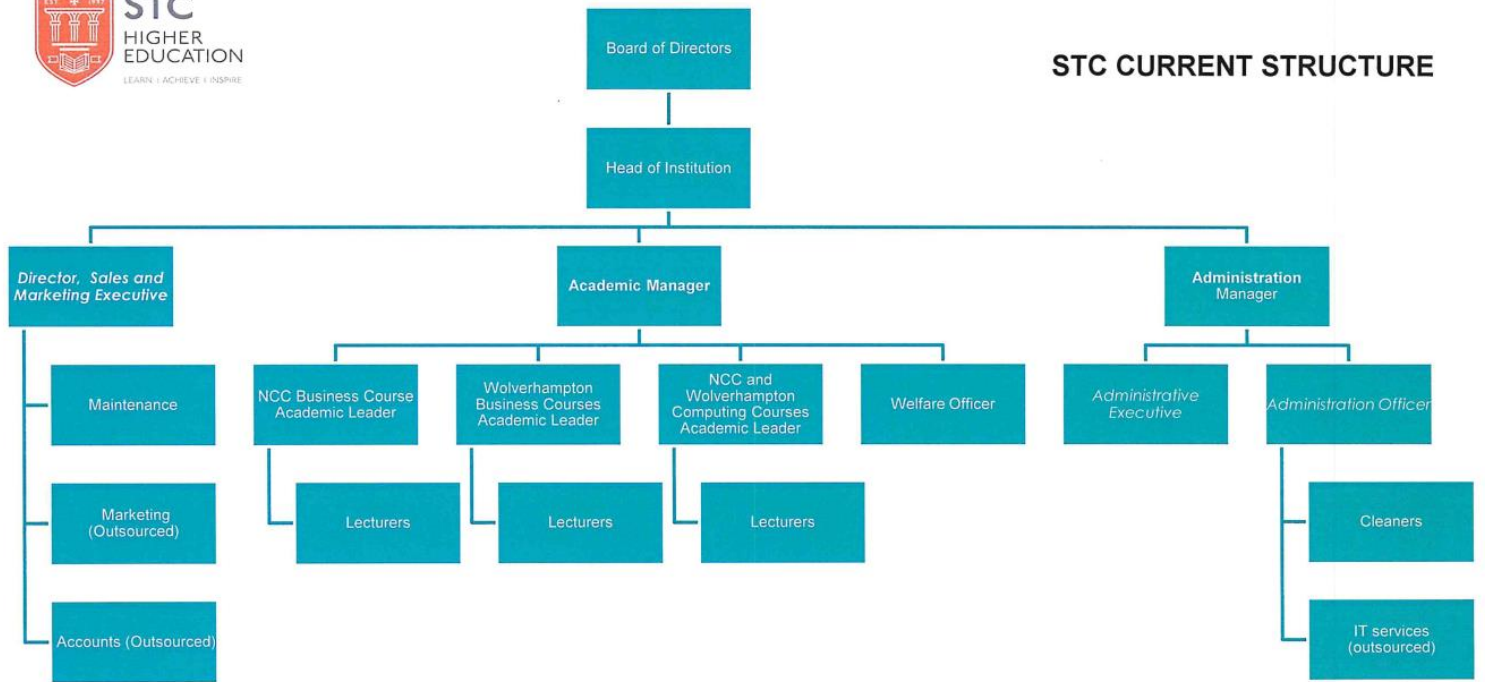 EST. 1997
STC
HIGHER
EDUCATION
LEARN | ACHIEVE | INSPIRE
STC CURRENT STRUCTURE
Board of Directors
Head of Institution
Director, Sales and
Marketing Executive
Academic Manager
Administration
Manager
Maintenance
NCC Business Course
Academic Leader
Wolverhampton
Business Courses
Academic Leader
NCC and
Wolverhampton
Computing Courses
Academic Leader
Welfare Officer
Administrative
Executive
Administration Officer
Marketing
(Outsourced)
Lecturers
Lecturers
Lecturers
Cleaners
Accounts (Outsourced)
IT services
(outsourced)